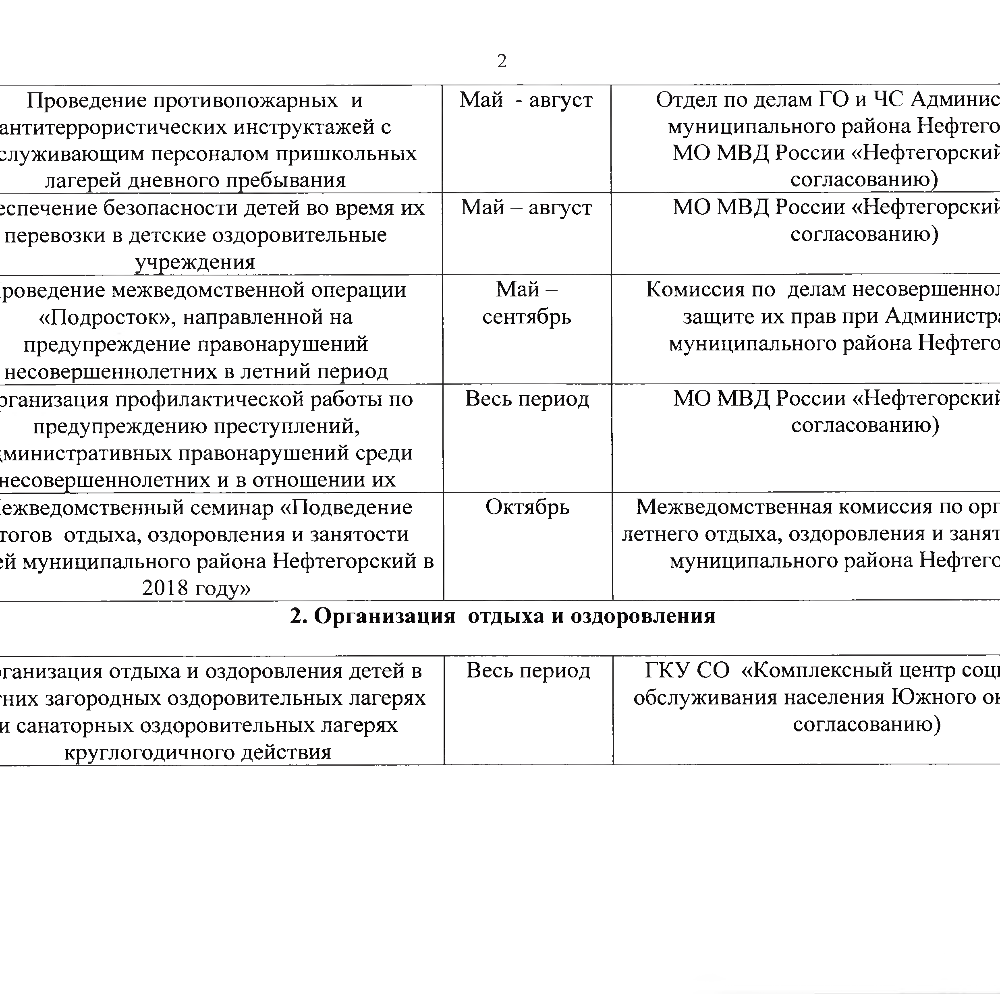 2
Проведение противопожарных и
антитеррористических инструктажей с
служивающим персоналом пришкольных
лагерей дневного пребывания
Май - август
Отдел по делам ГО и ЧС Админис
муниципального района Нефтего
МО МВД России «Нефтегорский
согласованию)
еспечение безопасности детей во время их
перевозки в детские оздоровительные
учреждения
Май – август
МО МВД России «Нефтегорский
согласованию)
роведение межведомственной операции
«Подросток», направленной на
предупреждение правонарушений
несовершеннолетних в летний период
Май –
сентябрь
Комиссия по делам несовершеннол
защите их прав при Администра
муниципального района Нефтего
рганизация профилактической работы по
предупреждению преступлений,
дминистративных правонарушений среди
несовершеннолетних и в отношении их
Весь период
МО МВД России «Нефтегорский
согласованию)
ежведомственный семинар «Подведение
тогов отдыха, оздоровления и занятости
ей муниципального района Нефтегорский в
2018 году»
Октябрь
Межведомственная комиссия по орг
летнего отдыха, оздоровления и занят
муниципального района Нефтего
2. Организация отдыха и оздоровления
рганизация отдыха и оздоровления детей в
тних загородных оздоровительных лагерях
и санаторных оздоровительных лагерях
круглогодичного действия
Весь период
ГКУ СО «Комплексный центр соци
обслуживания населения Южного ок
согласованию)